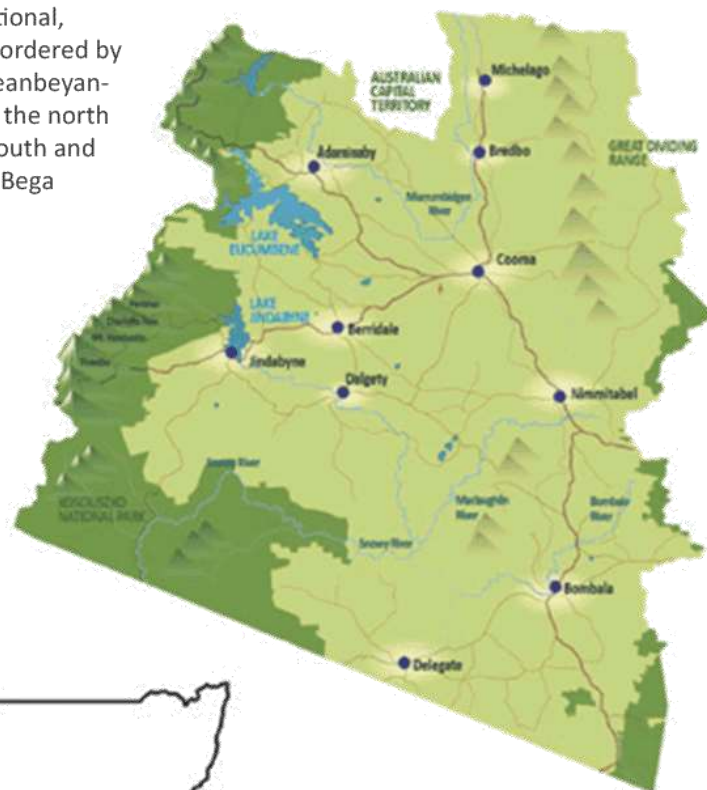 tional,
ordered by
eanbeyan-
the north
outh and
Bega
AUSTRALIAN
CAPITAL
TERRITORY
Michelago
Bredbo
GREAT DIVIDING
RANGE
Adaminaby
Murrumbidgee
River
LAKE
EUCUMBENE
Cooma
LAKE
JINDABYNE
Berridale
Jindabyne
Dalgety
Nimmitabel
Snowy River
KOSCIUSZKO
NATIONAL PARK
Maclaughlin
River
Bombala
River
Snowy River
Bombala
Delegate